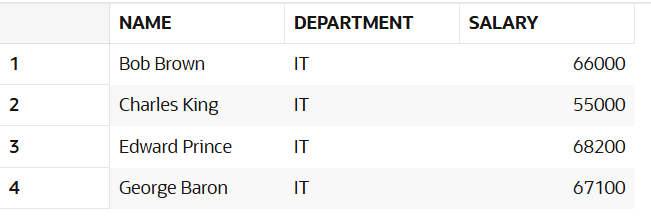 NAME DEPARTMENT SALARY
1 Bob Brown IT 66000
2 Charles King IT 55000
3 Edward Prince IT 68200
4 George Baron IT 67100